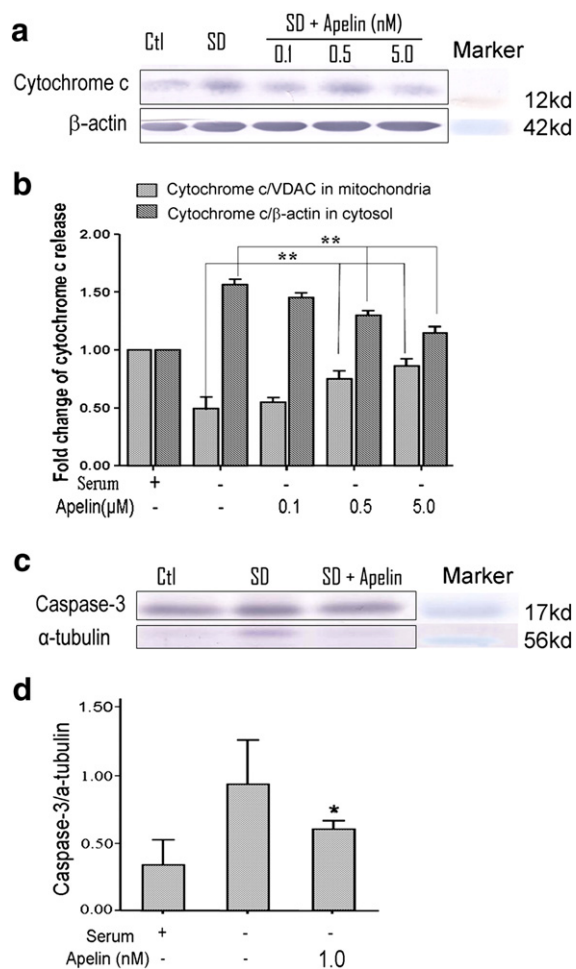 a
Ctl SD SD + Apelin (nM) Marker
0.1 0.5 5.0
Cytochrome c 12kd
β-actin 42kd
b
Cytochrome c/VDAC in mitochondria
Cytochrome c/β-actin in cytosol
Fold change of cytochrome c release
2.00
1.50
1.00
0.50
0.00
**
**
Serum + - - - -
Apelin(µM) - - 0.1 0.5 5.0
c
Ctl SD SD + Apelin Marker
Caspase-3 17kd
α-tubulin 56kd
d
Caspase-3/a-tubulin
1.50
1.00
0.50
0.00
*
Serum + - -
Apelin (nM) - - 1.0